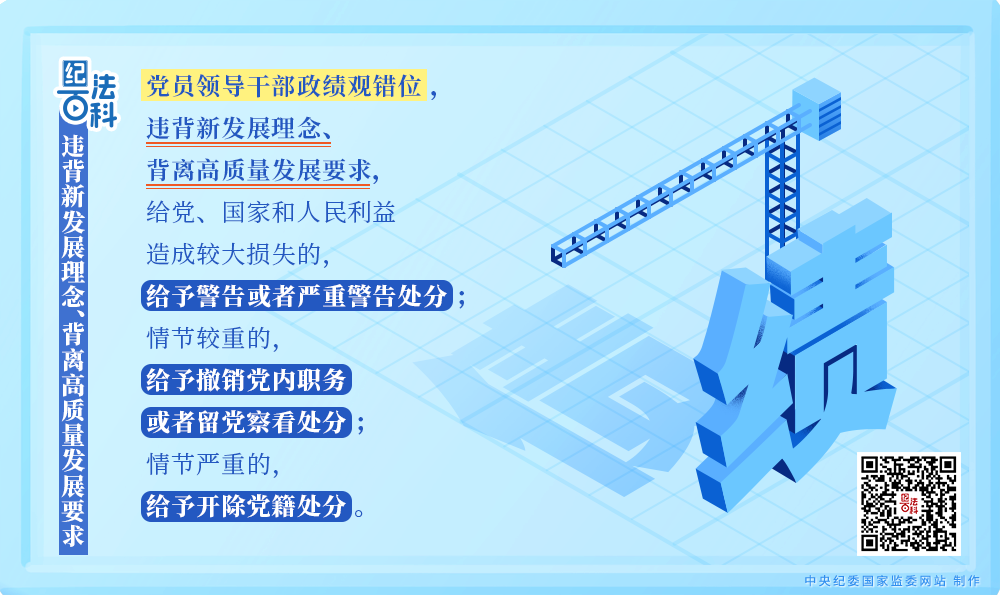 纪法
百科
违背新发展理念、背离高质量发展要求
党员领导干部政绩观错位，
违背新发展理念、
背离高质量发展要求，
给党、国家和人民利益
造成较大损失的，
给予警告或者严重警告处分；
情节较重的，
给予撤销党内职务
或者留党察看处分；
情节严重的，
给予开除党籍处分。
绩
纪法
百科
中央纪委国家监委网站 制作